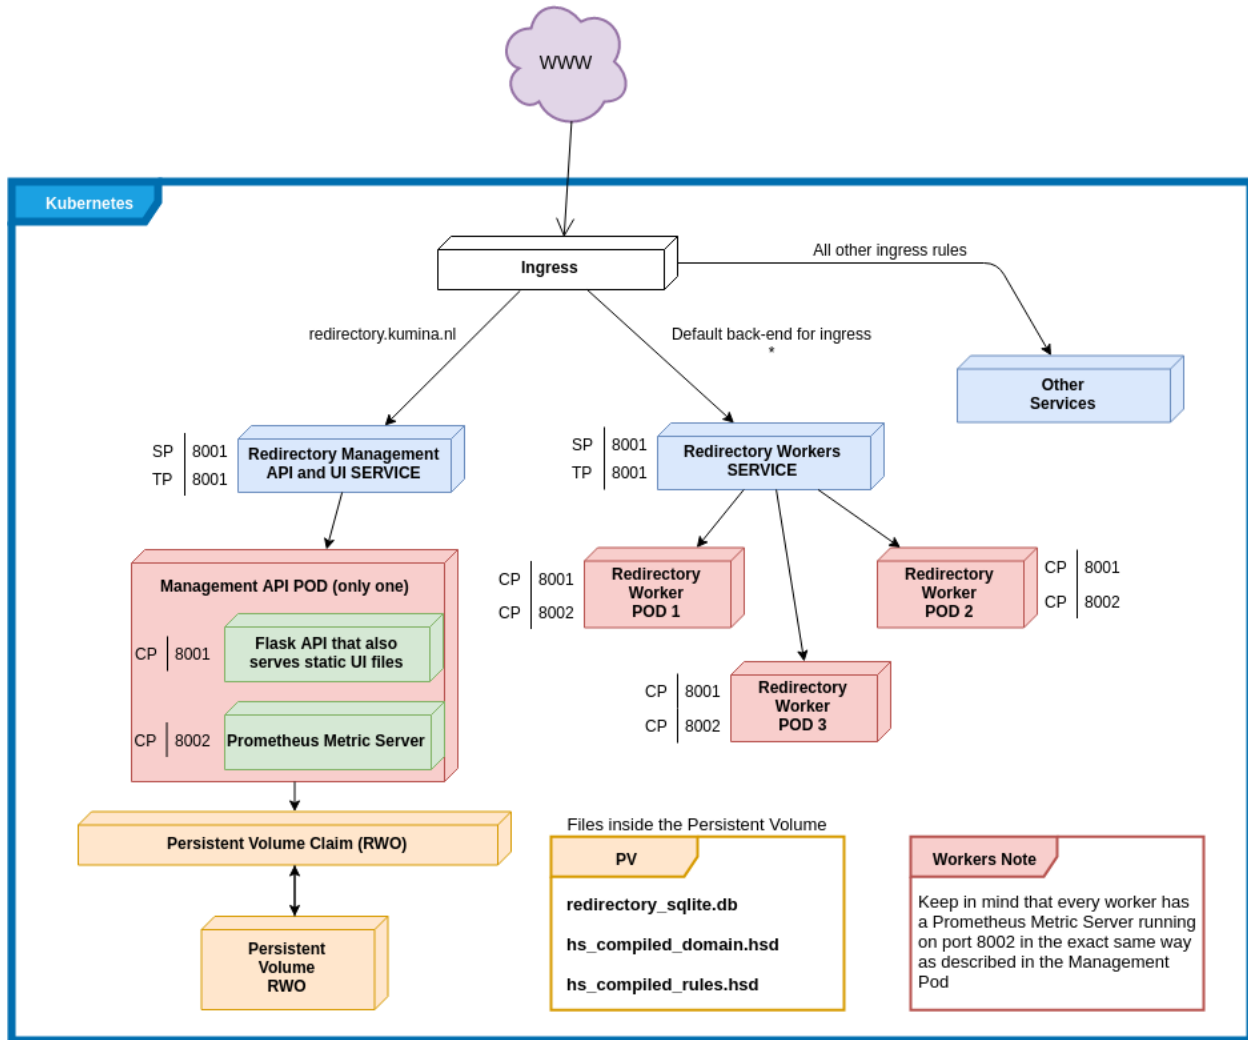 WWW
Kubernetes
Ingress
All other ingress rules
redirectory.kumina.nl
Default back-end for ingress
*
Other
Services
SP 8001
TP 8001
Redirectory Management
API and UI SERVICE
SP 8001
TP 8001
Redirectory Workers
SERVICE
Management API POD (only one)
CP 8001
Flask API that also
serves static UI files
CP 8002
Prometheus Metric Server
CP 8001
CP 8002
Redirectory
Worker
POD 1
Redirectory
Worker
POD 2
CP 8001
CP 8002
CP 8001
CP 8002
Redirectory
Worker
POD 3
Persistent Volume Claim (RWO)
Persistent
Volume
RWO
Files inside the Persistent Volume
PV
redirectory_sqlite.db
hs_compiled_domain.hsd
hs_compiled_rules.hsd
Workers Note
Keep in mind that every worker has
a Prometheus Metric Server running
on port 8002 in the exact same way
as described in the Management
Pod